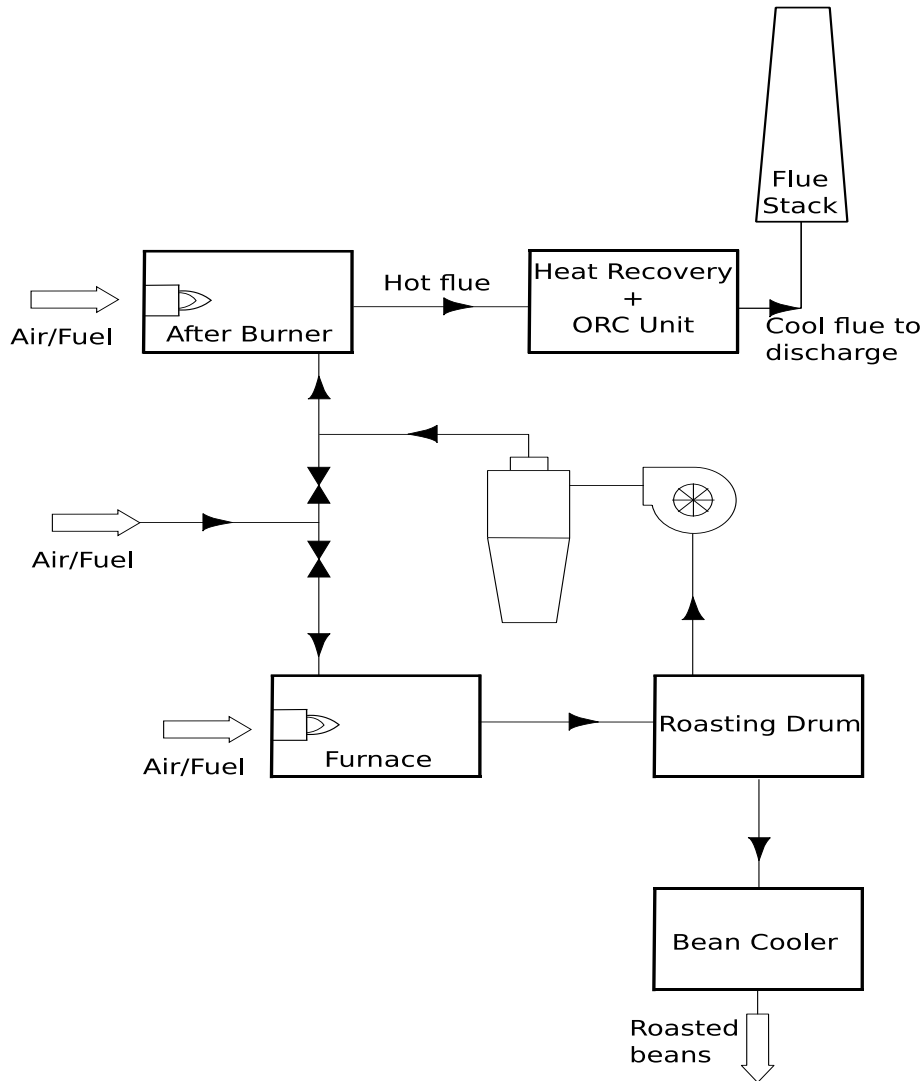 Flue
Stack
Hot flue
Heat Recovery
+
ORC Unit
Air/Fuel
After Burner
Cool flue to
discharge
Air/Fuel
Air/Fuel
Furnace
Roasting Drum
Bean Cooler
Roasted
beans